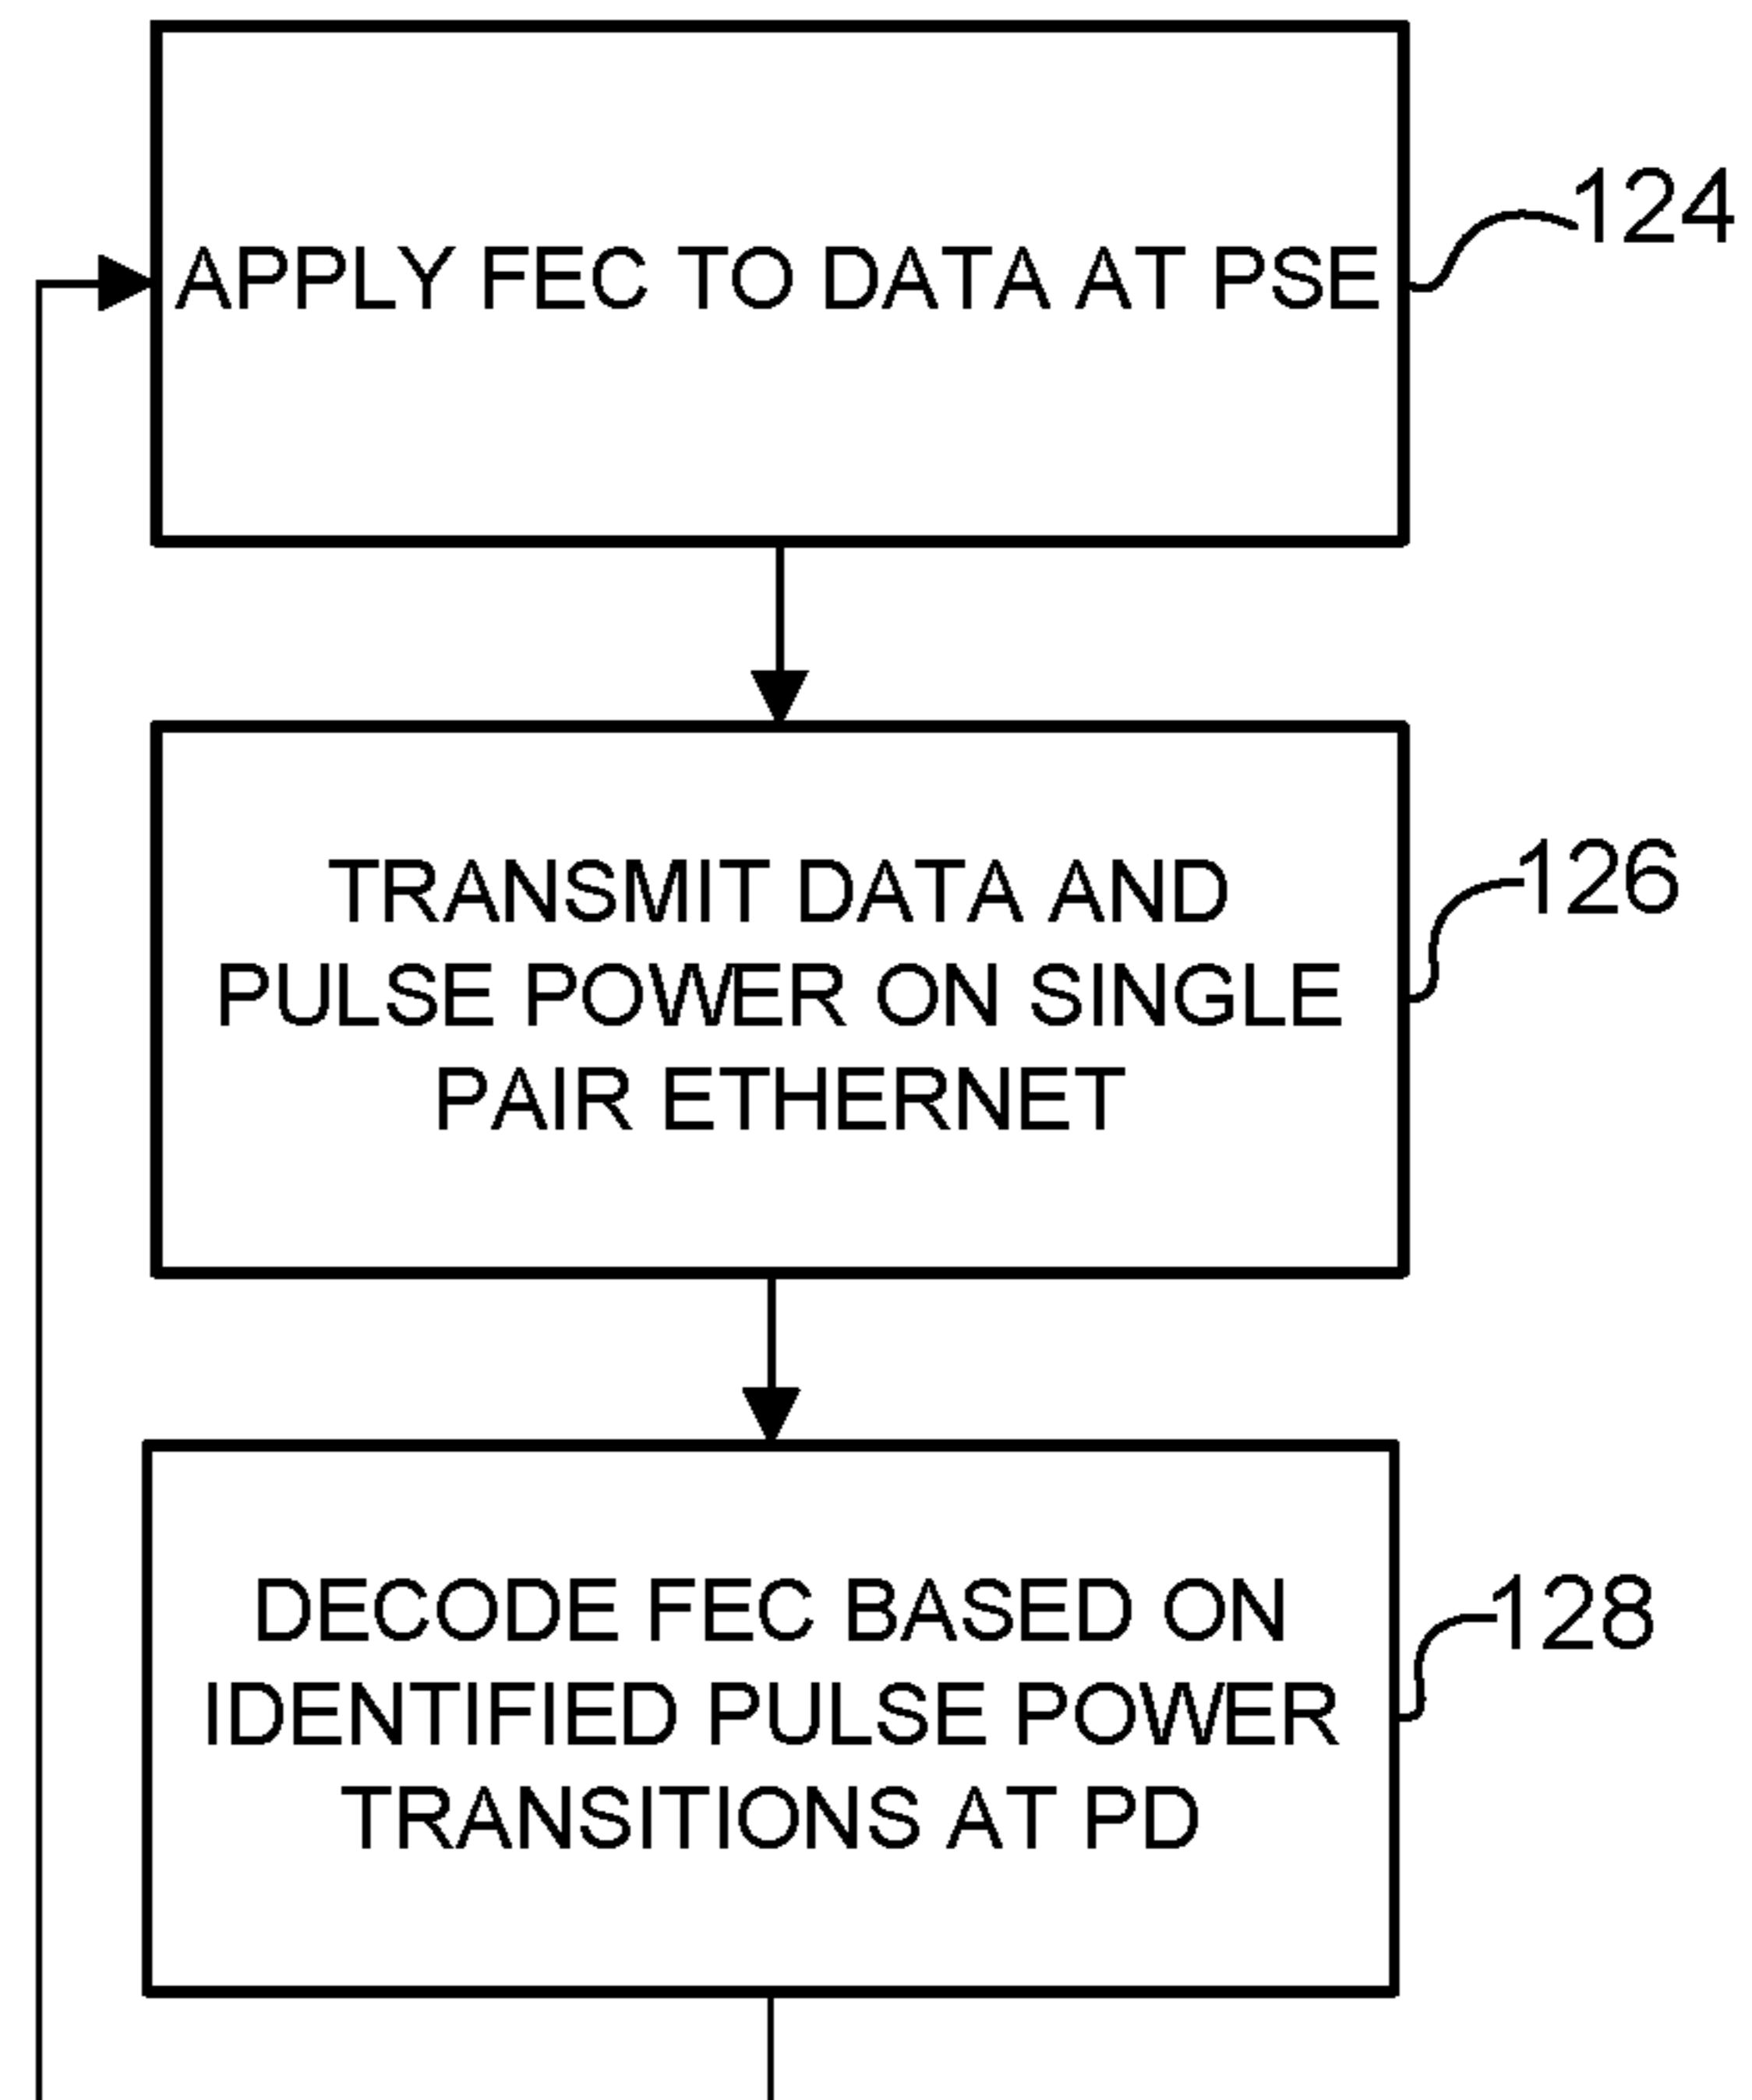 APPLY FEC TO DATA AT PSE
124
TRANSMIT DATA AND
PULSE POWER ON SINGLE
PAIR ETHERNET
126
DECODE FEC BASED ON
IDENTIFIED PULSE POWER
TRANSITIONS AT PD
128